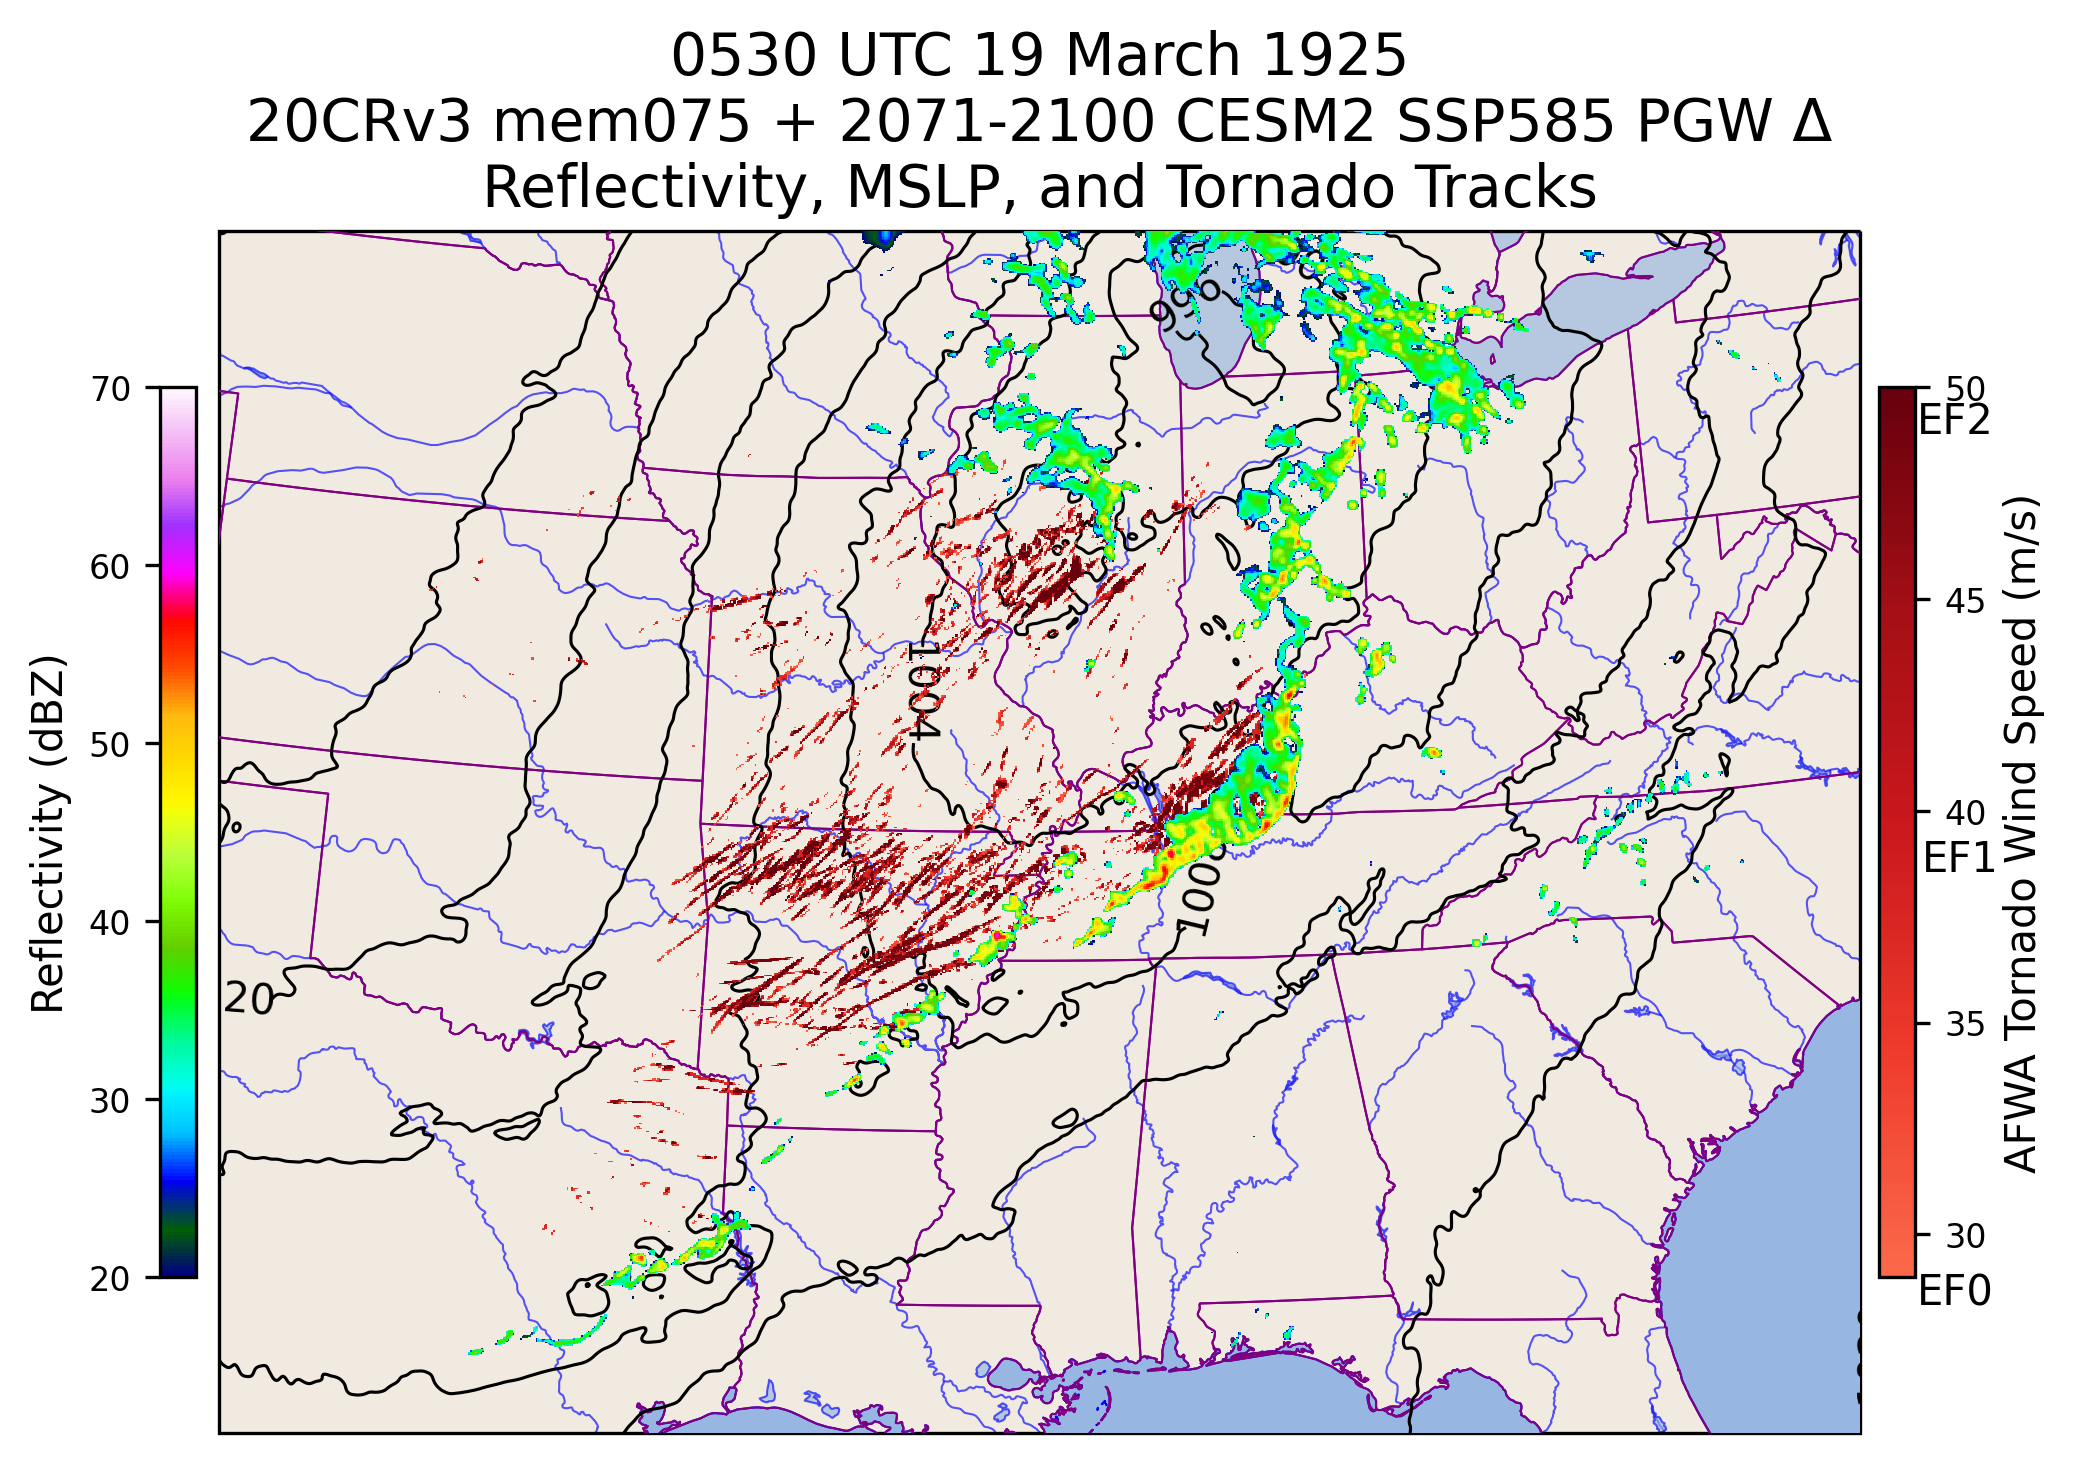 0530 UTC 19 March 1925
20CRv3 mem075 + 2071-2100 CESM2 SSP585 PGW Δ
Reflectivity, MSLP, and Tornado Tracks
70
60
50
40
30
20
Reflectivity (dBZ)
996
1004
20
50
EF2
45
40
EF1
35
30
EF0
AFWA Tornado Wind Speed (m/s)